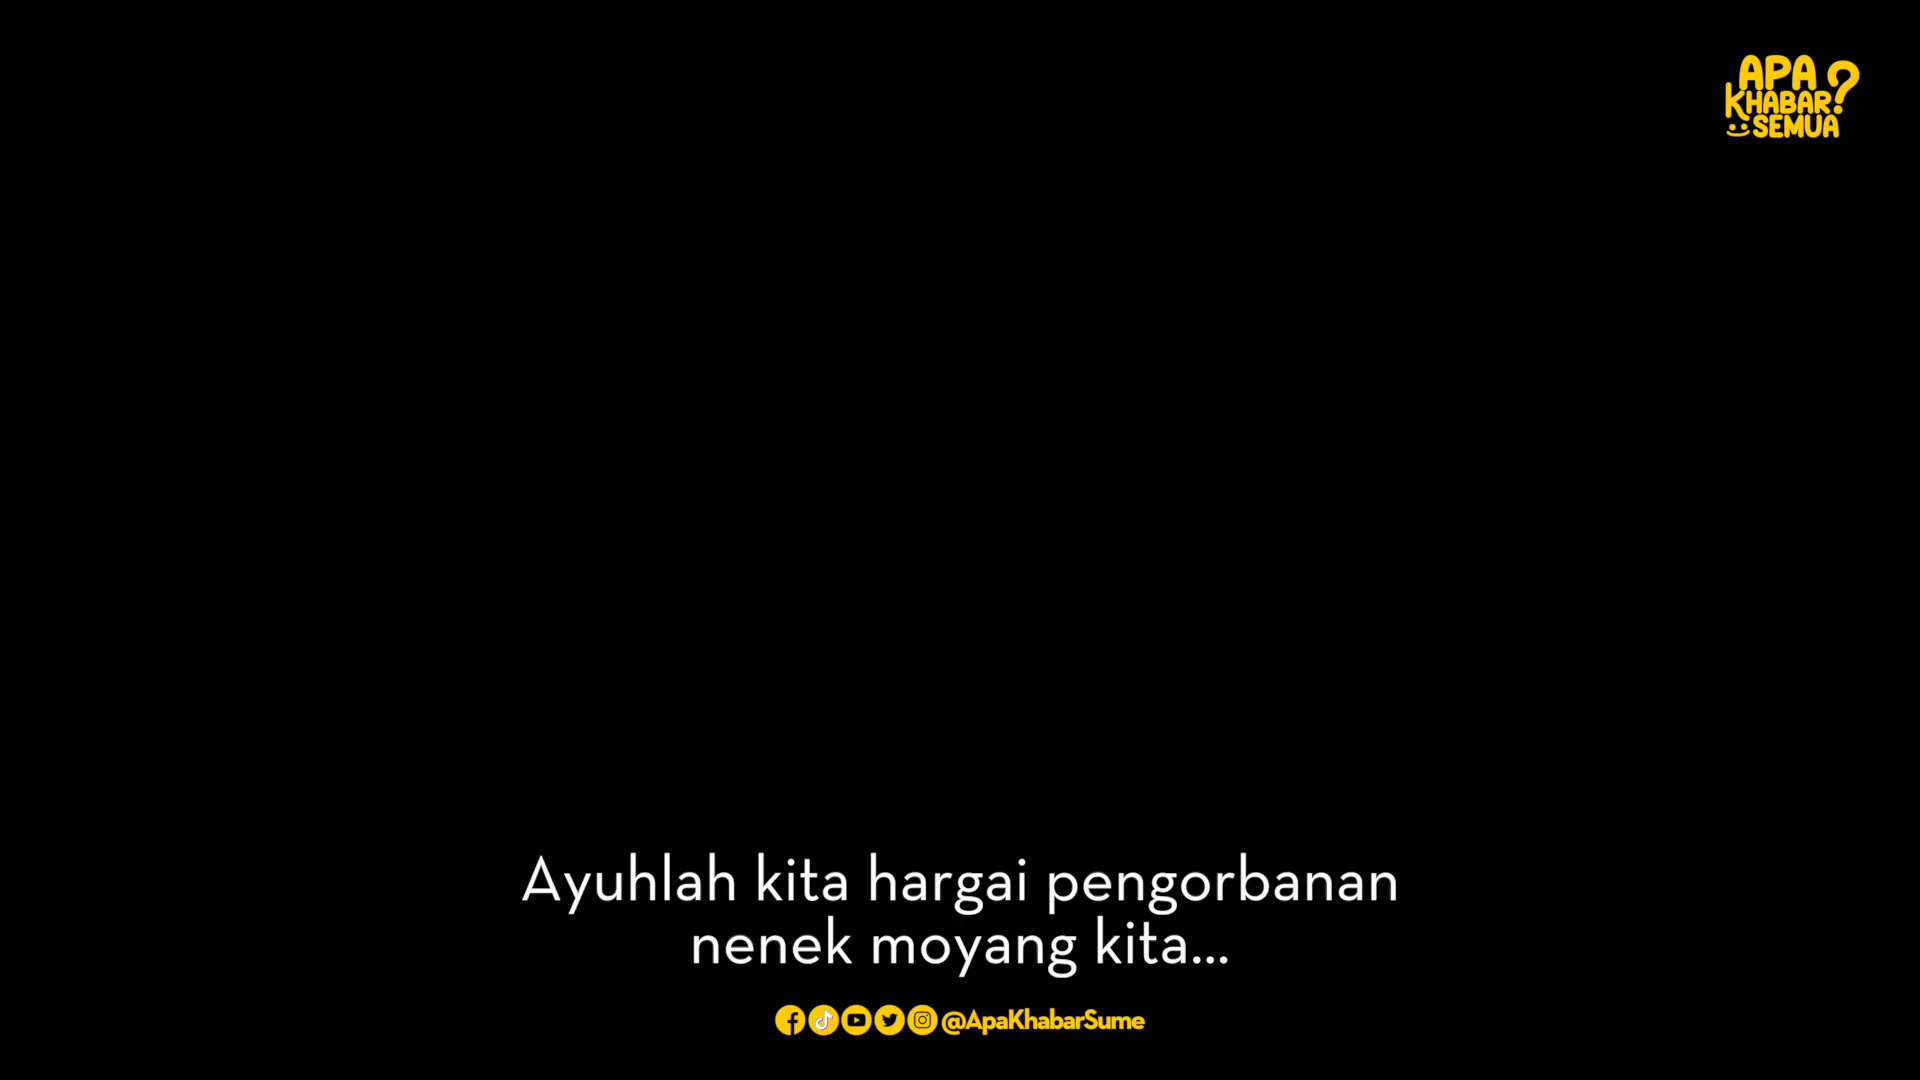 APA
KHABAR?
SEMUA
Ayuhlah kita hargai pengorbanan
nenek moyang kita...
@ApaKhabarSume